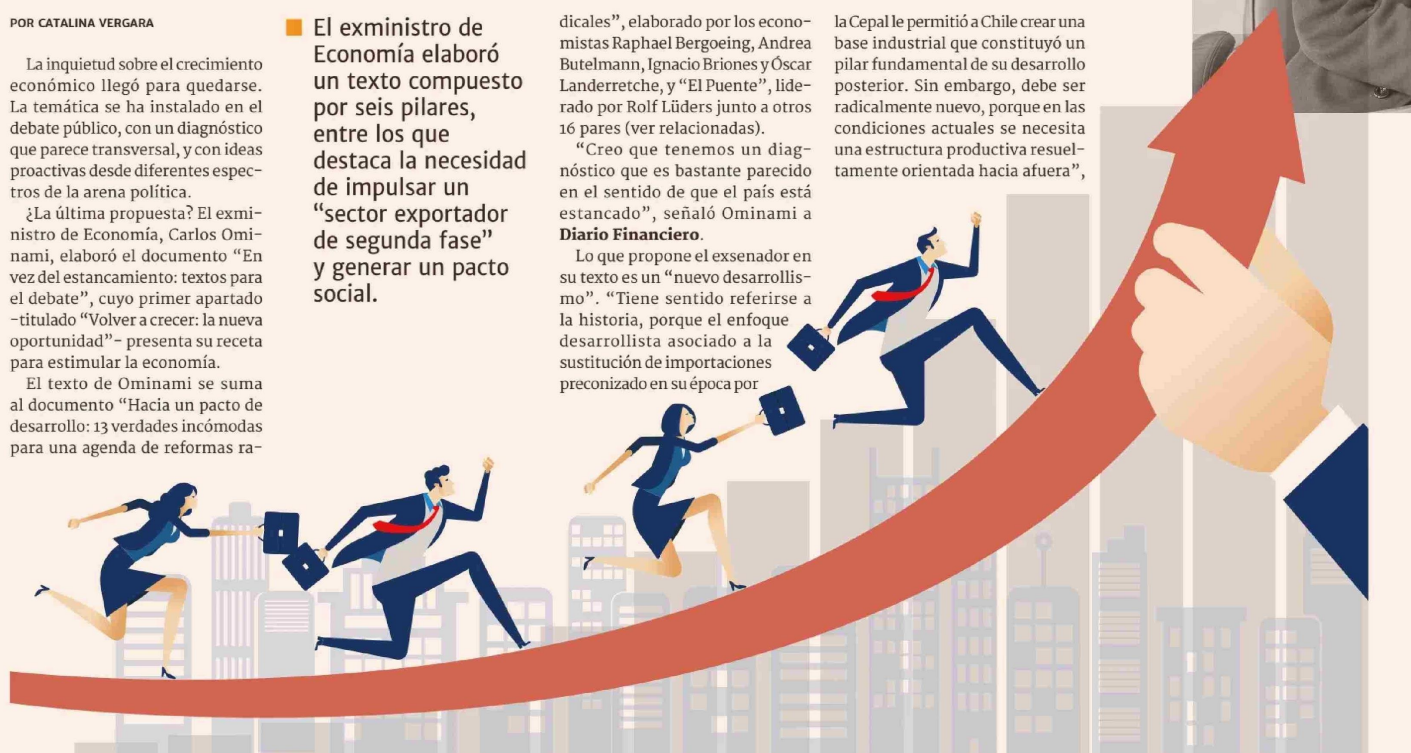 POR CATALINA VERGARA
La inquietud sobre el crecimiento
económico llegó para quedarse.
La temática se ha instalado en el
debate público, con un diagnóstico
que parece transversal, y con ideas
proactivas desde diferentes espec-
tros de la arena política.
¿La última propuesta? El exmi-
nistro de Economía, Carlos Omi-
nami, elaboró el documento “En
vez del estancamiento: textos para
el debate”, cuyo primer apartado
-titulado “Volver a crecer: la nueva
oportunidad”- presenta su receta
para estimular la economía.
El texto de Ominami se suma
al documento “Hacia un pacto de
desarrollo: 13 verdades incómodas
para una agenda de reformas ra-
El exministro de
Economía elaboró
un texto compuesto
por seis pilares,
entre los que
destaca la necesidad
de impulsar un
“sector exportador
de segunda fase”
y generar un pacto
social.
dicales”, elaborado por los econo-
mistas Raphael Bergoeing, Andrea
Butelmann, Ignacio Briones y Óscar
Landerretche, y “El Puente”, lide-
rado por Rolf Lüders junto a otros
16 pares (ver relacionadas).
“Creo que tenemos un diag-
nóstico que es bastante parecido
en el sentido de que el país está
estancado”, señaló Ominami a
Diario Financiero.
Lo que propone el exsenador en
su texto es un “nuevo desarrollis-
mo”. “Tiene sentido referirse a
la historia, porque el enfoque
desarrollista asociado a la
sustitución de importaciones
preconizado en su época por
la Cepal le permitió a Chile crear una
base industrial que constituyó un
pilar fundamental de su desarrollo
posterior. Sin embargo, debe ser
radicalmente nuevo, porque en las
condiciones actuales se necesita
una estructura productiva resuel-
tamente orientada hacia afuera”,